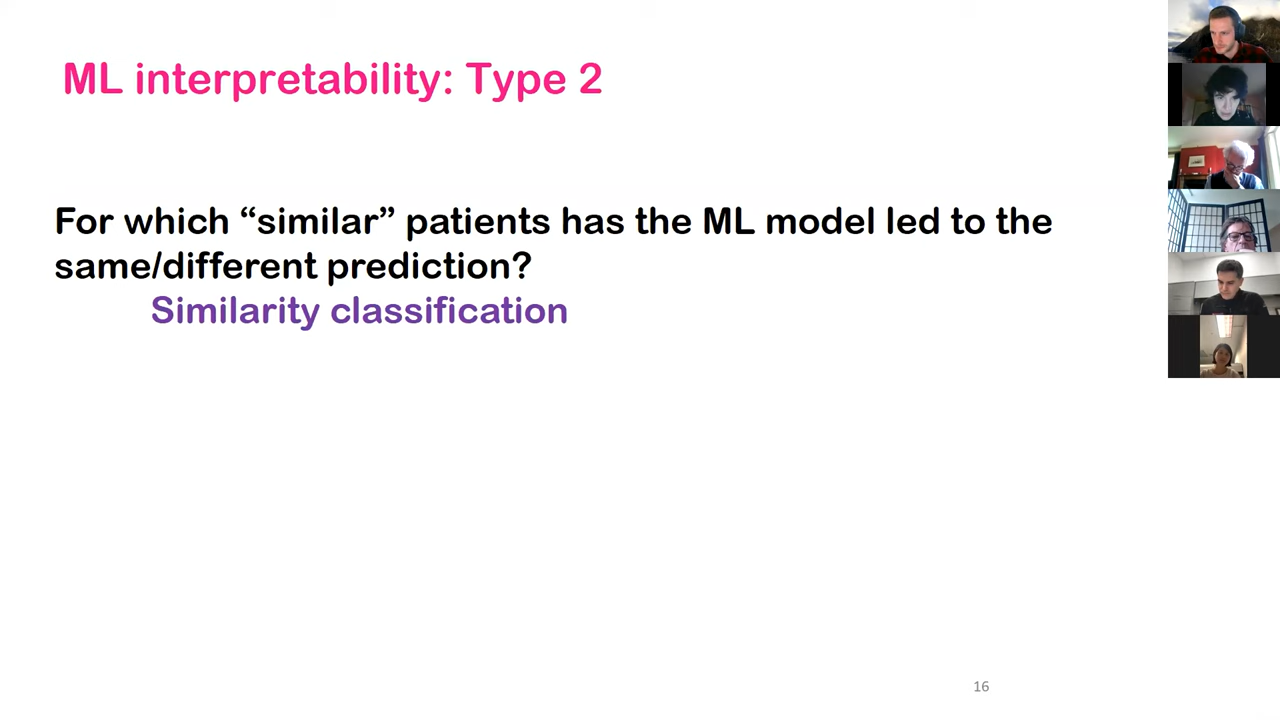 ML interpretability: Type 2
For which “similar” patients has the ML model led to the
same/different prediction?
Similarity classification
16